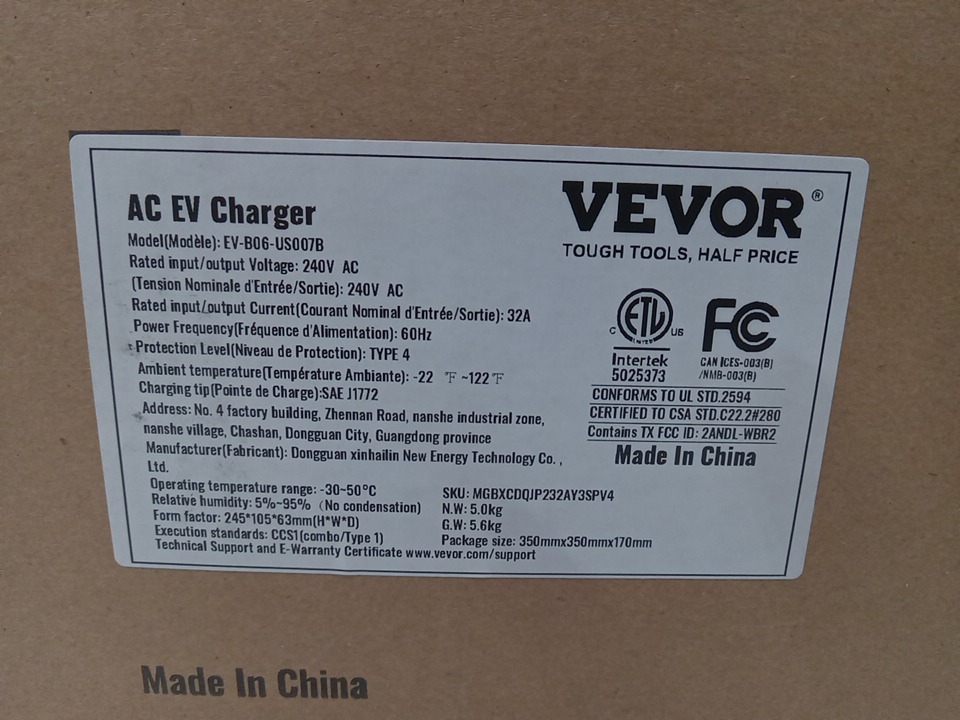 AC EV Charger
Model(Modèle): EV-B06-US007B
Rated input/output Voltage: 240V AC
(Tension Nominale d'Entrée/Sortie): 240V AC
Rated input/output Current(Courant Nominal d'Entrée/Sortie): 32A
Power Frequency(Fréquence d'Alimentation): 60Hz
Protection Level(Niveau de Protection): TYPE 4
Ambient temperature(Température Ambiante): -22 ℉ ~122℉
Charging tip(Pointe de Charge):SAE J1772
Address: No. 4 factory building, Zhennan Road, nanshe industrial zone,
nanshe village, Chashan, Dongguan City, Guangdong province
Manufacturer(Fabricant): Dongguan xinhailin New Energy Technology Co. ,
Ltd.
Operating temperature range: -30~50°C
Relative humidity: 5%~95% (No condensation)
Form factor: 245*105*63mm(H*W*D)
Execution standards: CCS1(combo/Type 1)
Technical Support and E-Warranty Certificate www.vevor.com/support
SKU: MGBXCDQJP232AY3SPV4
N.W: 5.0kg
G.W: 5.6kg
Package size: 350mmx350mmx170mm
VEVOR®
TOUGH TOOLS, HALF PRICE
C ETL US
LISTED
Intertek
5025373
FC
CAN ICES-003(B)
/NMB-003(B)
CONFORMS TO UL STD.2594
CERTIFIED TO CSA STD.C22.2#280
Contains TX FCC ID: 2ANDL-WBR2
Made In China
Made In China